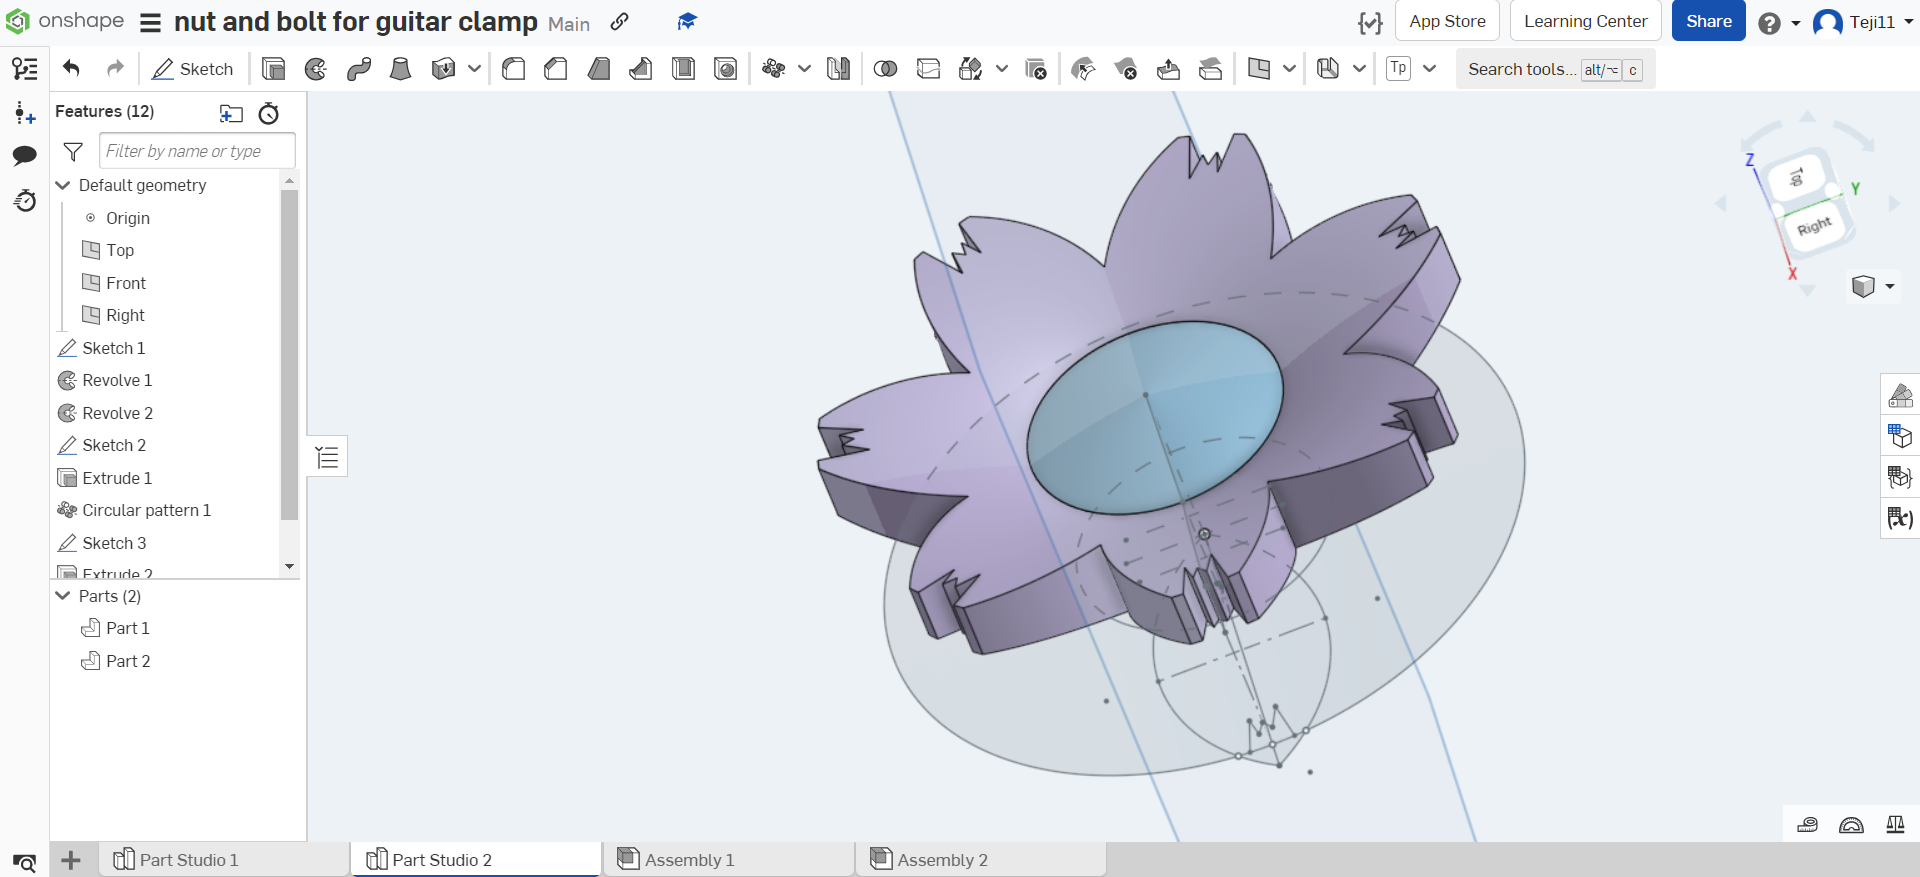 onshape
nut and bolt for guitar clamp Main
App Store
Learning Center
Share
Teji11
Sketch
Tp
Search tools... alt/⌥ c
Features (12)
Filter by name or type
Default geometry
Origin
Top
Front
Right
Sketch 1
Revolve 1
Revolve 2
Sketch 2
Extrude 1
Circular pattern 1
Sketch 3
Extrude 2
Parts (2)
Part 1
Part 2
Z
Top
Y
Right
X
Part Studio 1
Part Studio 2
Assembly 1
Assembly 2